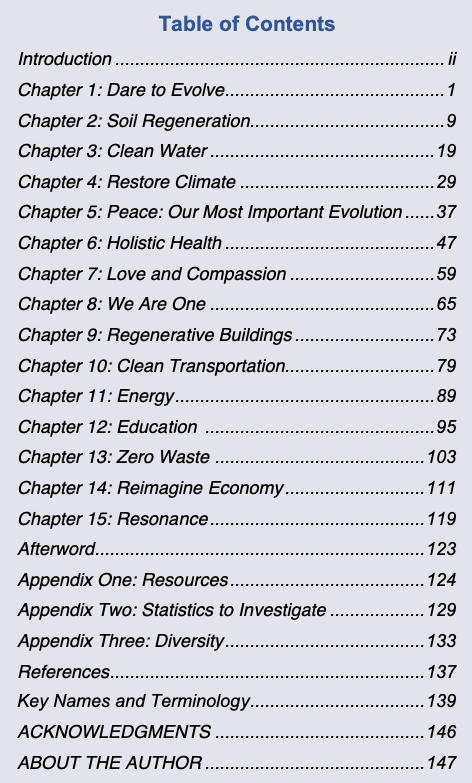 Table of Contents
Introduction ................................................................ ii
Chapter 1: Dare to Evolve........................................... 1
Chapter 2: Soil Regeneration...................................... 9
Chapter 3: Clean Water ............................................ 19
Chapter 4: Restore Climate ...................................... 29
Chapter 5: Peace: Our Most Important Evolution ...... 37
Chapter 6: Holistic Health ......................................... 47
Chapter 7: Love and Compassion ............................ 59
Chapter 8: We Are One ............................................ 65
Chapter 9: Regenerative Buildings ........................... 73
Chapter 10: Clean Transportation............................. 79
Chapter 11: Energy................................................... 89
Chapter 12: Education ............................................. 95
Chapter 13: Zero Waste ......................................... 103
Chapter 14: Reimagine Economy ........................... 111
Chapter 15: Resonance .......................................... 119
Afterword................................................................ 123
Appendix One: Resources ...................................... 124
Appendix Two: Statistics to Investigate .................. 129
Appendix Three: Diversity....................................... 133
References............................................................. 137
Key Names and Terminology.................................. 139
ACKNOWLEDGMENTS ......................................... 146
ABOUT THE AUTHOR ........................................... 147